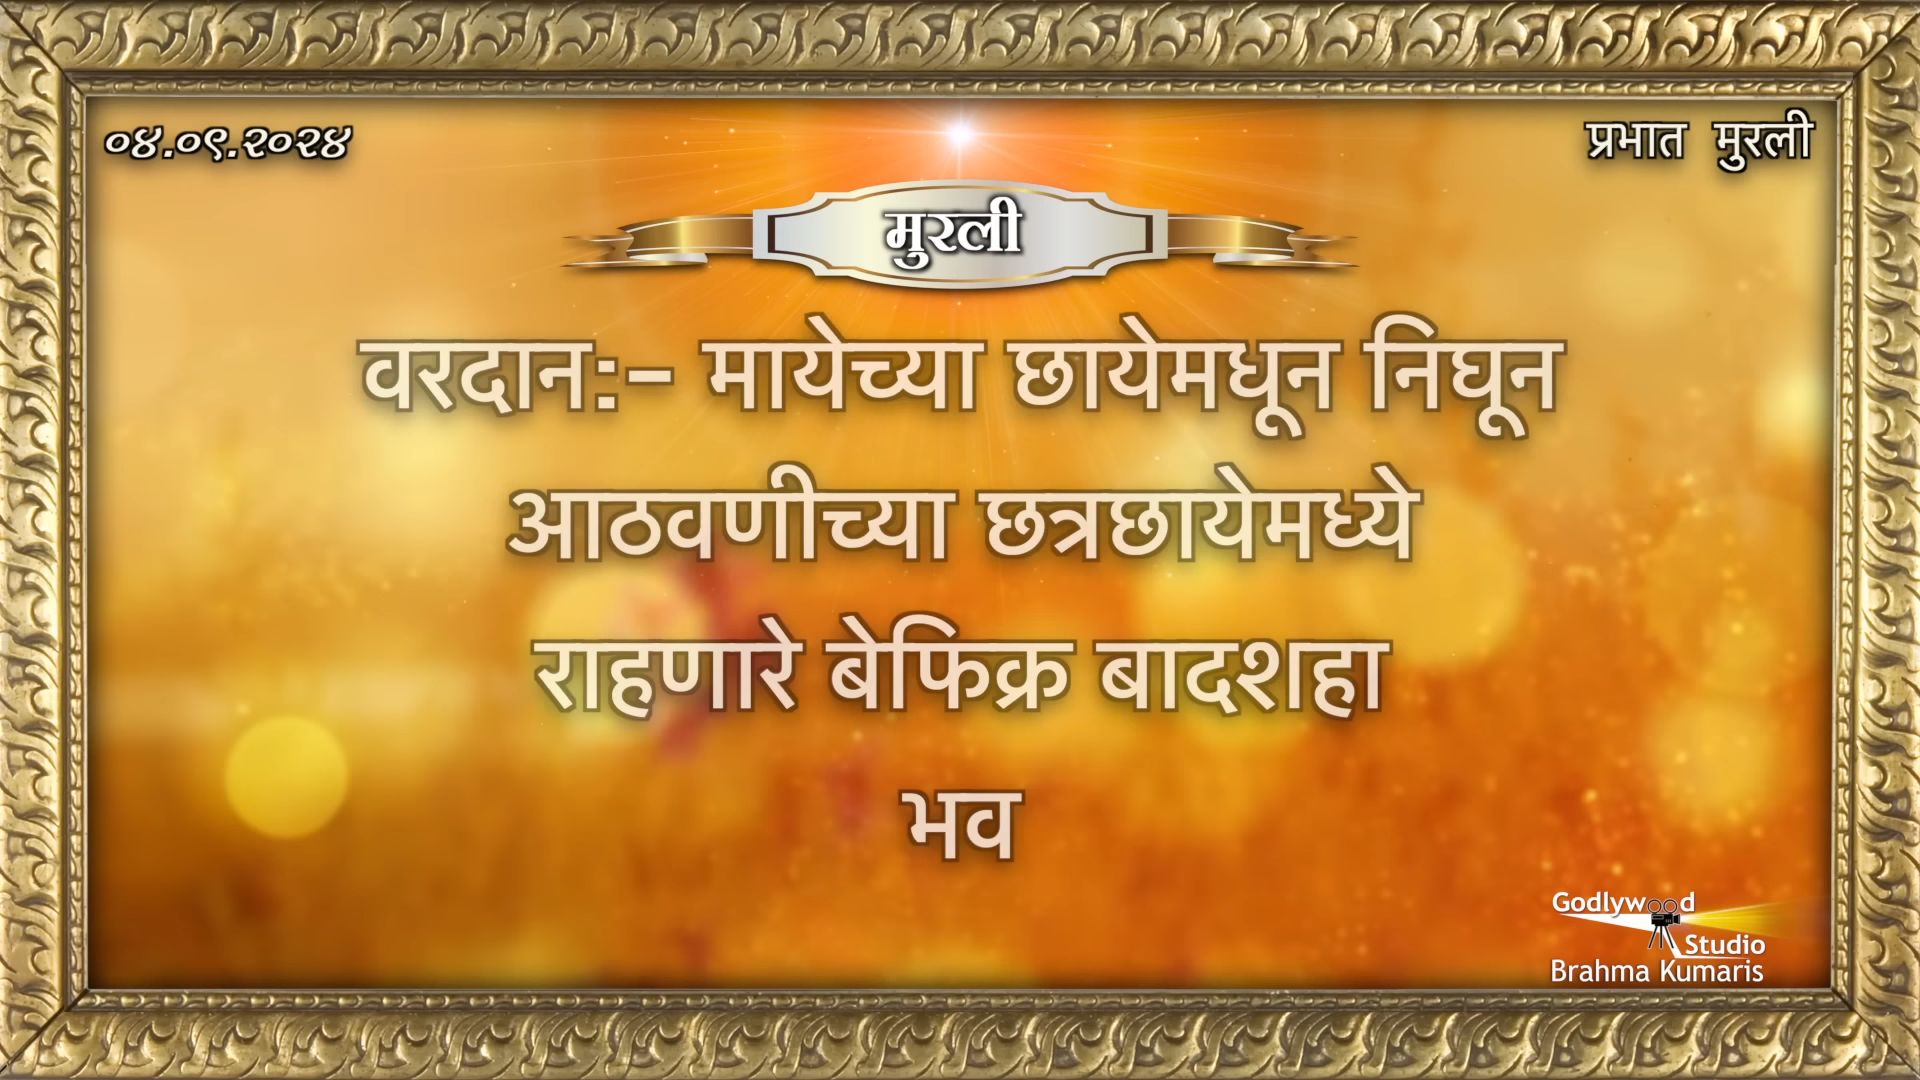 ०४.०९.२०२४
प्रभात मुरली
मुरली
वरदान:- मायेच्या छायेमधून निघून
आठवणीच्या छत्रछायेमध्ये
राहणारे बेफिक्र बादशहा
भव
Godlywood
Studio
Brahma Kumaris